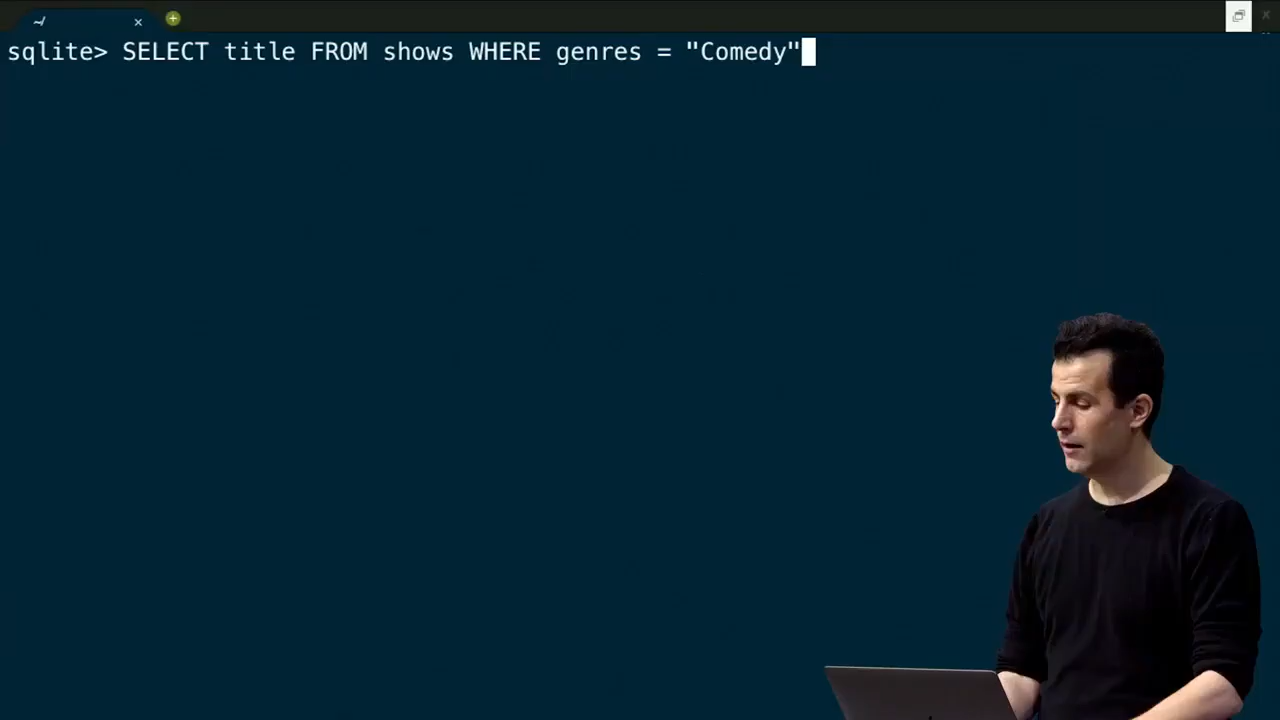 ~/
sqlite> SELECT title FROM shows WHERE genres = "Comedy"